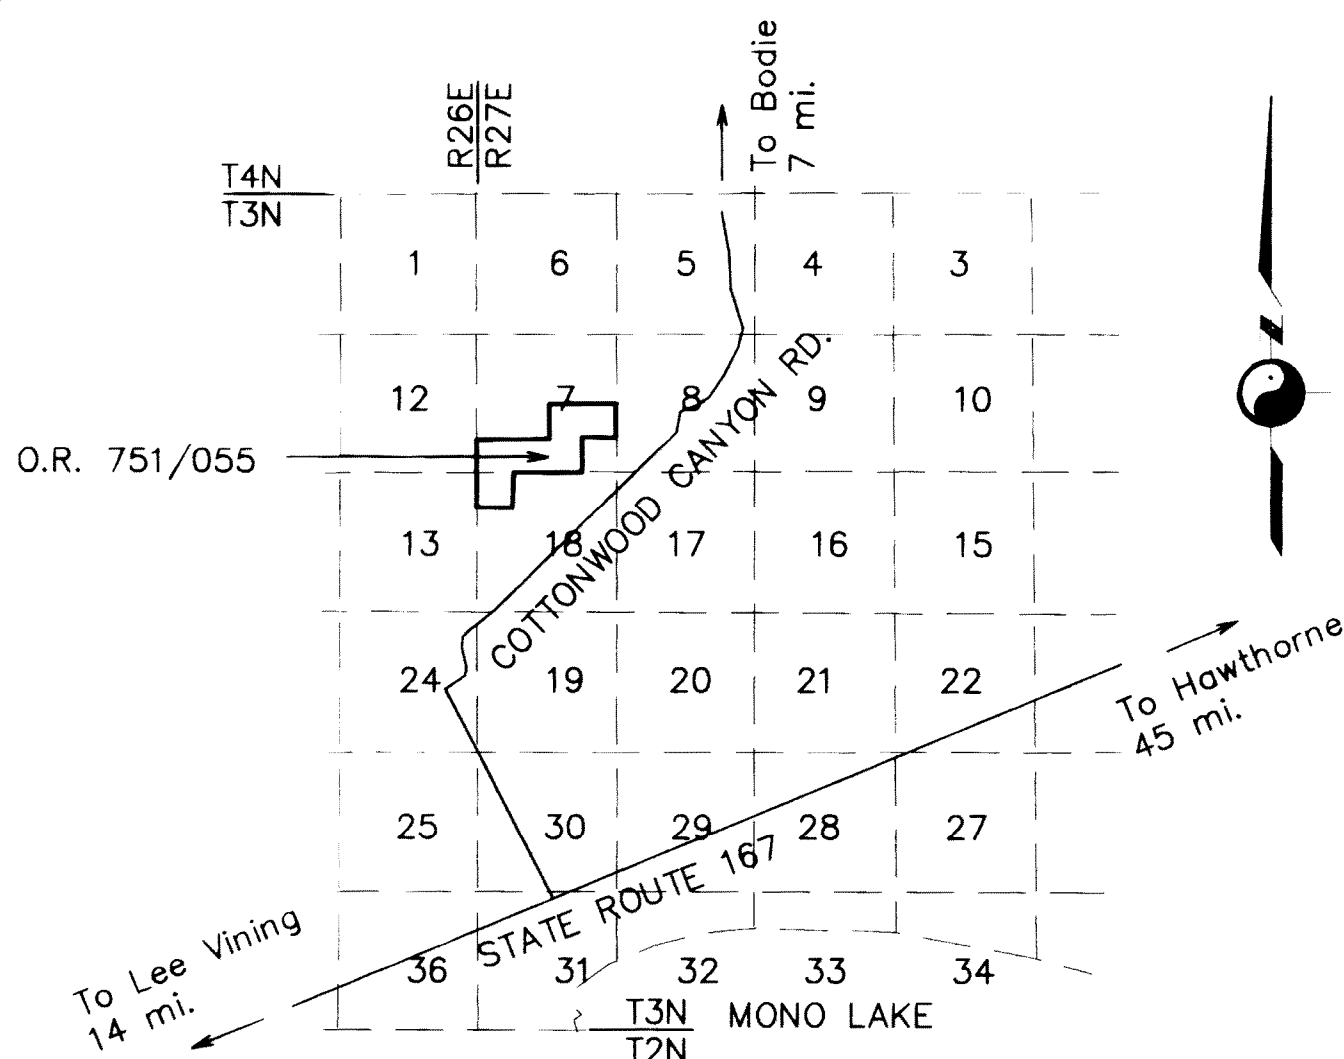 To Bodie
7 mi.
R26E
R27E
T4N
T3N
1
6
5
4
3
12
7
8
9
10
O.R. 751/055
COTTONWOOD CANYON RD.
13
18
17
16
15
24
19
20
21
22
To Hawthorne
45 mi.
25
30
29
28
27
STATE ROUTE 167
To Lee Vining
14 mi.
36
31
32
33
34
T3N
T2N
MONO LAKE